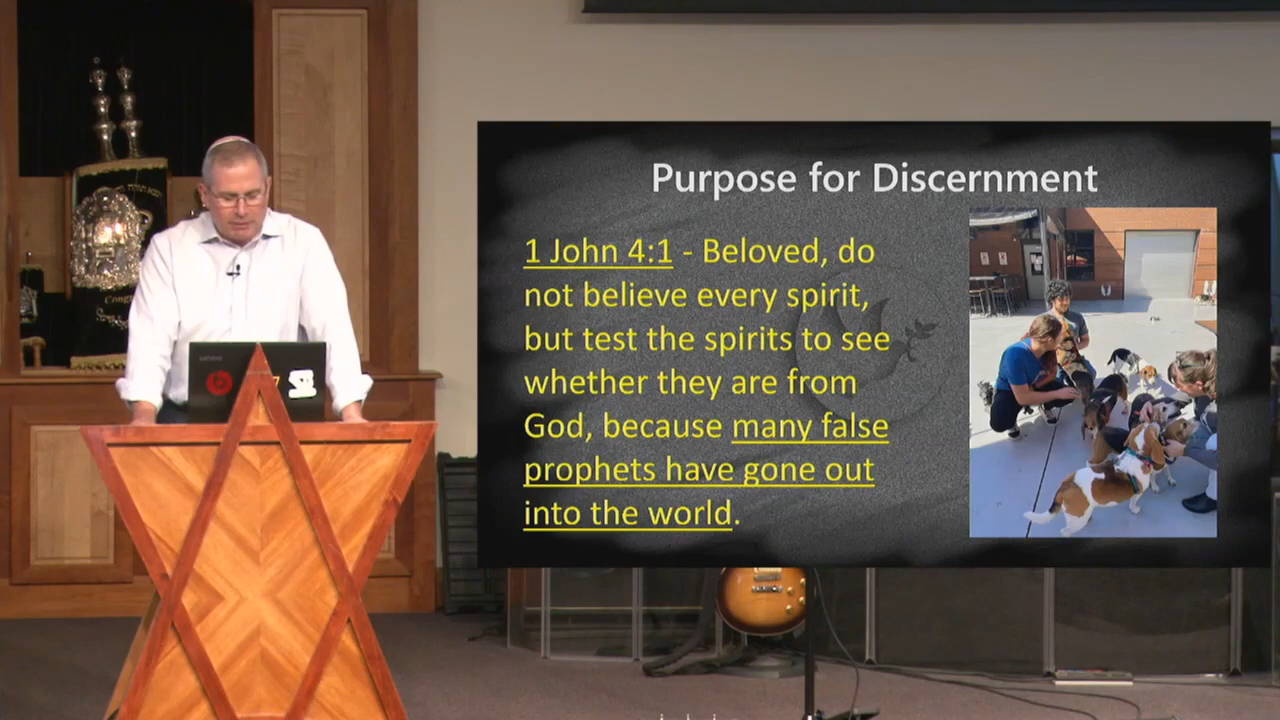 Purpose for Discernment
1 John 4:1 - Beloved, do
not believe every spirit,
but test the spirits to see
whether they are from
God, because many false
prophets have gone out
into the world.
Lenovo